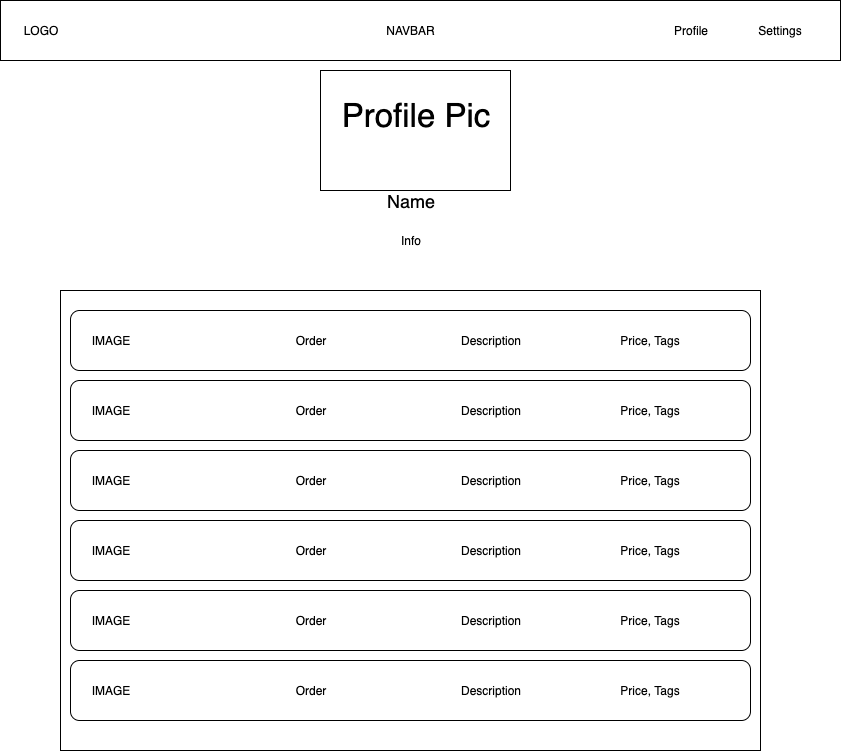 LOGO NAVBAR Profile Settings
Profile Pic
Name
Info
IMAGE Order Description Price, Tags
IMAGE Order Description Price, Tags
IMAGE Order Description Price, Tags
IMAGE Order Description Price, Tags
IMAGE Order Description Price, Tags
IMAGE Order Description Price, Tags